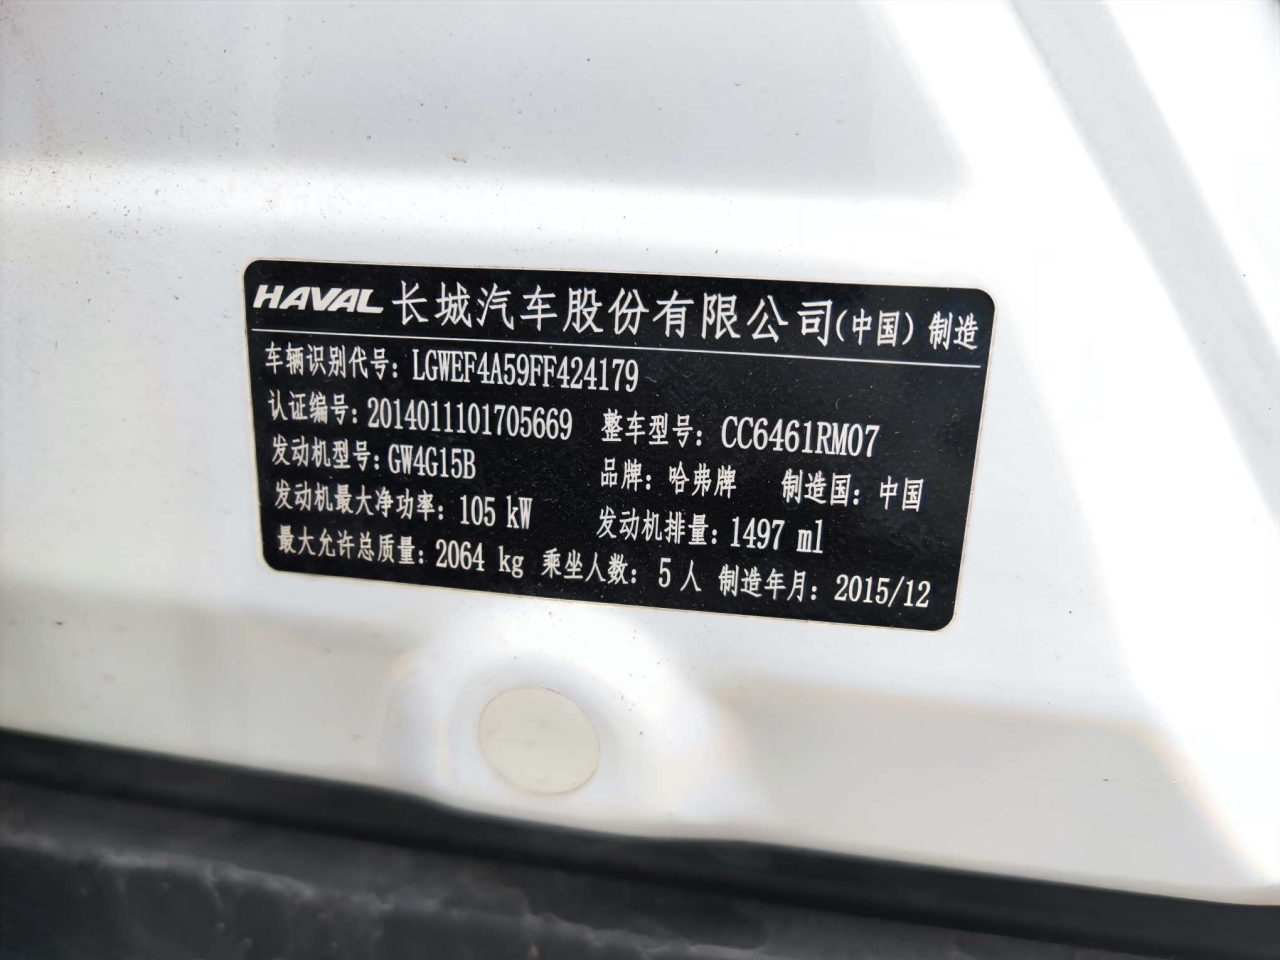 HAVAL 长城汽车股份有限公司(中国)制造
车辆识别代号: LGWEF4A59FF424179
认证编号: 2014011101705669 整车型号: CC6461RM07
发动机型号: GW4G15B 品牌: 哈弗牌 制造国: 中国
发动机最大净功率: 105 kW 发动机排量: 1497 ml
最大允许总质量: 2064 kg 乘坐人数: 5人 制造年月: 2015/12